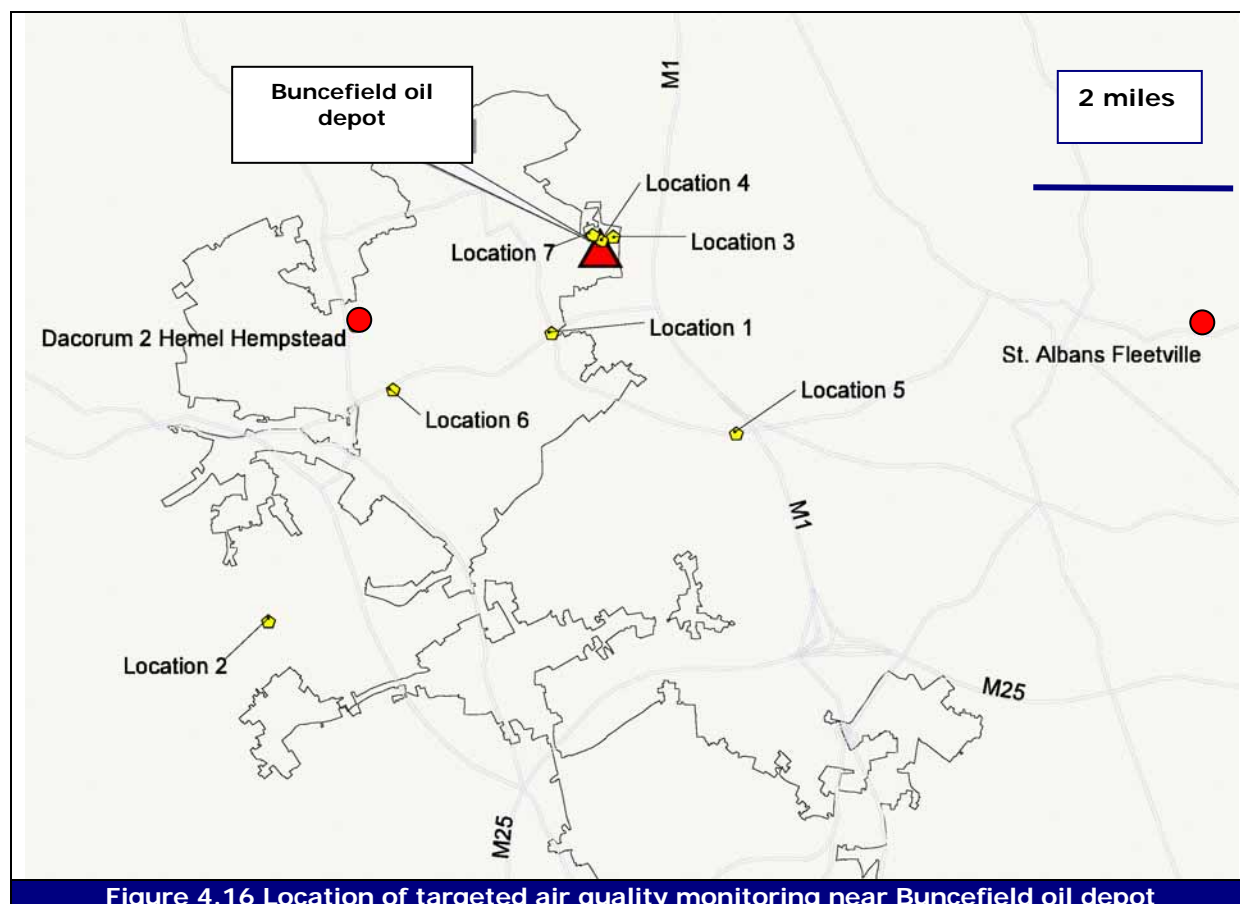 M1
Buncefield oil
depot
2 miles
Location 4
Location 7
Location 3
Dacorum 2 Hemel Hempstead
Location 1
St. Albans Fleetville
Location 5
Location 6
M1
Location 2
M25
M25
Figure 4.16 Location of targeted air quality monitoring near Buncefield oil depot